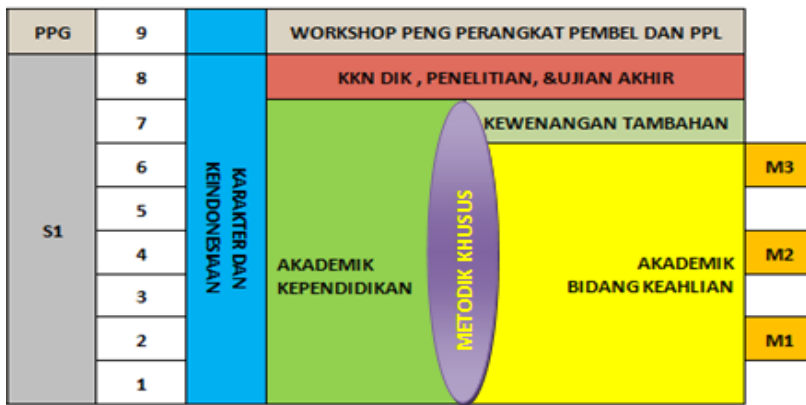 PPG 9 WORKSHOP PENG PERANGKAT PEMBEL DAN PPL
8 KKN DIK , PENELITIAN, &UJIAN AKHIR
7 KEWENANGAN TAMBAHAN
6 M3
5
S1
4 M2
3
2 M1
1
KARAKTER DAN
KEINDONESIAAN
AKADEMIK
KEPENDIDIKAN
METODIK KHUSUS
AKADEMIK
BIDANG KEAHLIAN